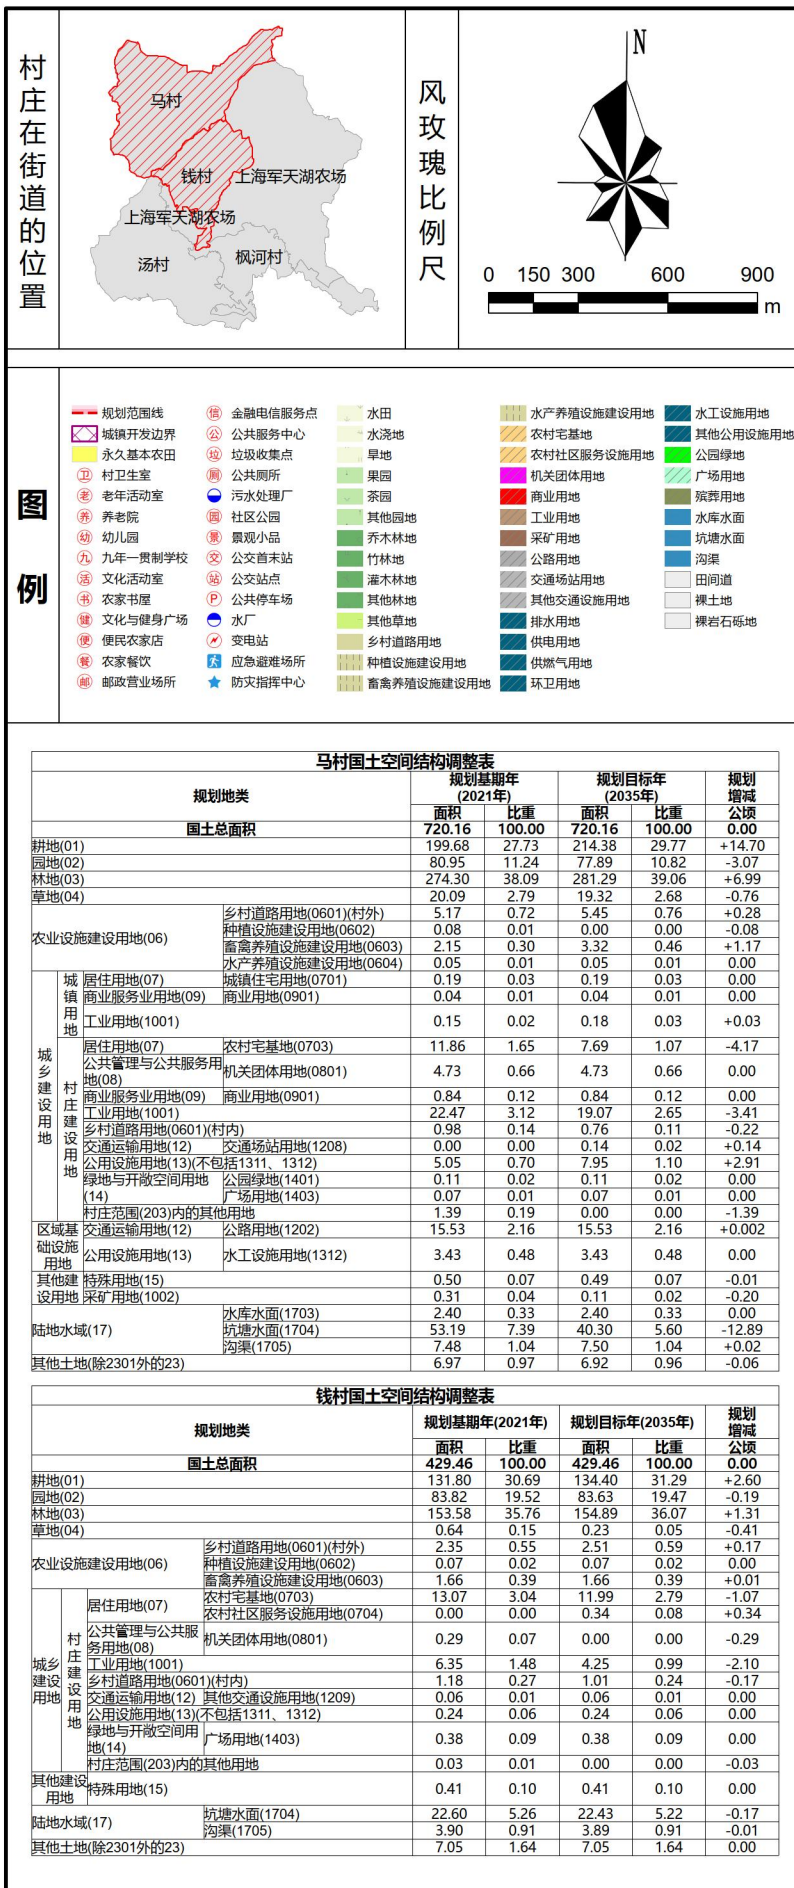 村庄在街道的位置
马村
钱村
上海军天湖农场
上海军天湖农场
汤村
枫河村
风玫瑰比例尺
N
0 150 300 600 900
m
图例
规划范围线
城镇开发边界
永久基本农田
卫 村卫生室
老 老年活动室
养 养老院
幼 幼儿园
九 九年一贯制学校
活 文化活动室
书 农家书屋
健 文化与健身广场
便 便民农家店
餐 农家餐饮
邮 邮政营业场所
信 金融电信服务点
公 公共服务中心
垃 垃圾收集点
厕 公共厕所
污水处理厂
园 社区公园
景 景观小品
交 公交首末站
站 公交站点
P 公共停车场
水厂
变电站
应急避难场所
防灾指挥中心
水田
水浇地
旱地
果园
茶园
其他园地
乔木林地
竹林地
灌木林地
其他林地
其他草地
乡村道路用地
种植设施建设用地
畜禽养殖设施建设用地
水产养殖设施建设用地
农村宅基地
农村社区服务设施用地
机关团体用地
商业用地
工业用地
采矿用地
公路用地
交通场站用地
其他交通设施用地
排水用地
供电用地
供燃气用地
环卫用地
水工设施用地
其他公用设施用地
公园绿地
广场用地
殡葬用地
水库水面
坑塘水面
沟渠
田间道
裸土地
裸岩石砾地
马村国土空间结构调整表
规划地类 规划基期年(2021年) 规划目标年(2035年) 规划增减
面积 比重 面积 比重 公顷
国土总面积 720.16 100.00 720.16 100.00 0.00
耕地(01) 199.68 27.73 214.38 29.77 +14.70
园地(02) 80.95 11.24 77.89 10.82 -3.07
林地(03) 274.30 38.09 281.29 39.06 +6.99
草地(04) 20.09 2.79 19.32 2.68 -0.76
农业设施建设用地(06) 乡村道路用地(0601)(村外) 5.17 0.72 5.45 0.76 +0.28
种植设施建设用地(0602) 0.08 0.01 0.00 0.00 -0.08
畜禽养殖设施建设用地(0603) 2.15 0.30 3.32 0.46 +1.17
水产养殖设施建设用地(0604) 0.05 0.01 0.05 0.01 0.00
城乡建设用地 城镇用地 居住用地(07) 城镇住宅用地(0701) 0.19 0.03 0.19 0.03 0.00
商业服务业用地(09) 商业用地(0901) 0.04 0.01 0.04 0.01 0.00
工业用地(1001) 0.15 0.02 0.18 0.03 +0.03
村庄建设用地 居住用地(07) 农村宅基地(0703) 11.86 1.65 7.69 1.07 -4.17
公共管理与公共服务用地(08) 机关团体用地(0801) 4.73 0.66 4.73 0.66 0.00
商业服务业用地(09) 商业用地(0901) 0.84 0.12 0.84 0.12 0.00
工业用地(1001) 22.47 3.12 19.07 2.65 -3.41
乡村道路用地(0601)(村内) 0.98 0.14 0.76 0.11 -0.22
交通运输用地(12) 交通场站用地(1208) 0.00 0.00 0.14 0.02 +0.14
公用设施用地(13)(不包括1311、1312) 5.05 0.70 7.95 1.10 +2.91
绿地与开敞空间用地(14) 公园绿地(1401) 0.11 0.02 0.11 0.02 0.00
广场用地(1403) 0.07 0.01 0.07 0.01 0.00
村庄范围(203)内的其他用地 1.39 0.19 0.00 0.00 -1.39
区域基础设施用地 交通运输用地(12) 公路用地(1202) 15.53 2.16 15.53 2.16 +0.002
公用设施用地(13) 水工设施用地(1312) 3.43 0.48 3.43 0.48 0.00
其他建设用地 特殊用地(15) 0.50 0.07 0.49 0.07 -0.01
采矿用地(1002) 0.31 0.04 0.11 0.02 -0.20
陆地水域(17) 水库水面(1703) 2.40 0.33 2.40 0.33 0.00
坑塘水面(1704) 53.19 7.39 40.30 5.60 -12.89
沟渠(1705) 7.48 1.04 7.50 1.04 +0.02
其他土地(除2301外的23) 6.97 0.97 6.92 0.96 -0.06
钱村国土空间结构调整表
规划地类 规划基期年(2021年) 规划目标年(2035年) 规划增减
面积 比重 面积 比重 公顷
国土总面积 429.46 100.00 429.46 100.00 0.00
耕地(01) 131.80 30.69 134.40 31.29 +2.60
园地(02) 83.82 19.52 83.63 19.47 -0.19
林地(03) 153.58 35.76 154.89 36.07 +1.31
草地(04) 0.64 0.15 0.23 0.05 -0.41
农业设施建设用地(06) 乡村道路用地(0601)(村外) 2.35 0.55 2.51 0.59 +0.17
种植设施建设用地(0602) 0.07 0.02 0.07 0.02 0.00
畜禽养殖设施建设用地(0603) 1.66 0.39 1.66 0.39 +0.01
城乡建设用地 村庄建设用地 居住用地(07) 农村宅基地(0703) 13.07 3.04 11.99 2.79 -1.07
农村社区服务设施用地(0704) 0.00 0.00 0.34 0.08 +0.34
公共管理与公共服务用地(08) 机关团体用地(0801) 0.29 0.07 0.00 0.00 -0.29
工业用地(1001) 6.35 1.48 4.25 0.99 -2.10
乡村道路用地(0601)(村内) 1.18 0.27 1.01 0.24 -0.17
交通运输用地(12) 其他交通设施用地(1209) 0.06 0.01 0.06 0.01 0.00
公用设施用地(13)(不包括1311、1312) 0.24 0.06 0.24 0.06 0.00
绿地与开敞空间用地(14) 广场用地(1403) 0.38 0.09 0.38 0.09 0.00
村庄范围(203)内的其他用地 0.03 0.01 0.00 0.00 -0.03
其他建设用地 特殊用地(15) 0.41 0.10 0.41 0.10 0.00
陆地水域(17) 坑塘水面(1704) 22.60 5.26 22.43 5.22 -0.17
沟渠(1705) 3.90 0.91 3.89 0.91 -0.01
其他土地(除2301外的23) 7.05 1.64 7.05 1.64 0.00